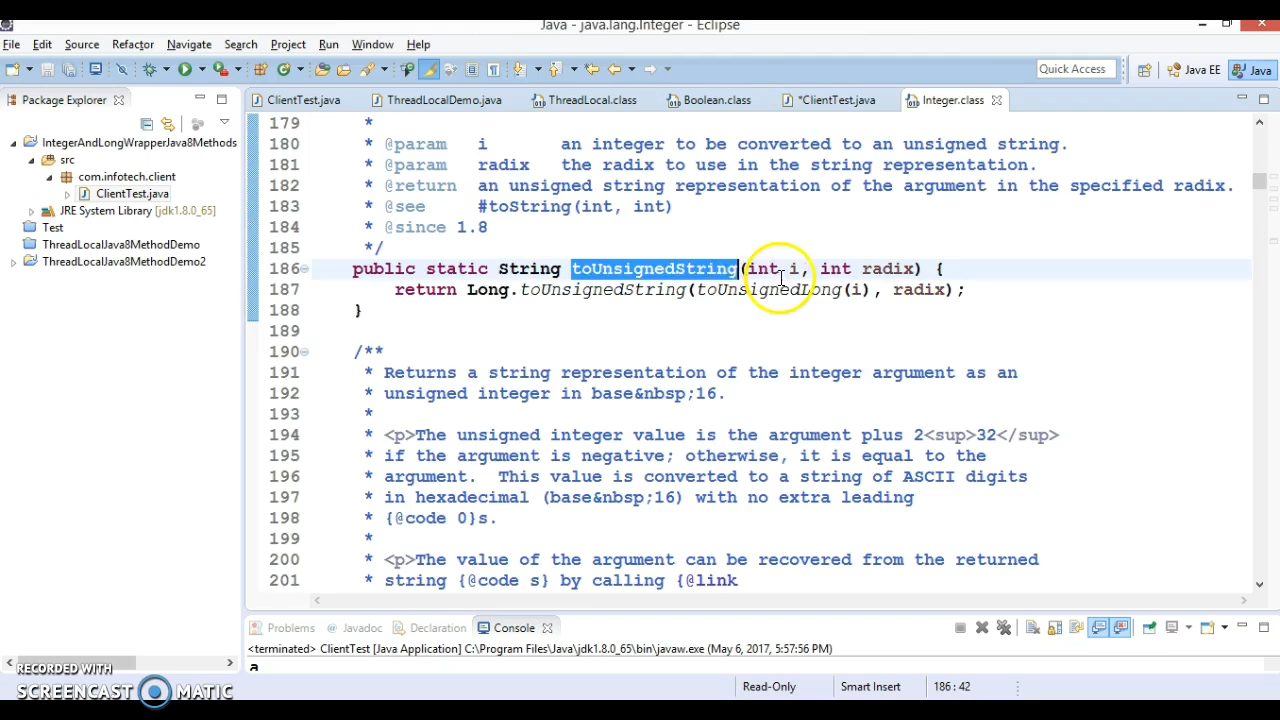 Java - java.lang.Integer - Eclipse
File Edit Source Refactor Navigate Search Project Run Window Help
Quick Access Java EE Java
Package Explorer
ClientTest.java ThreadLocalDemo.java ThreadLocal.class Boolean.class *ClientTest.java Integer.class
IntegerAndLongWrapperJava8Methods
src
com.infotech.client
ClientTest.java
JRE System Library [jdk1.8.0_65]
Test
ThreadLocalJava8MethodDemo
ThreadLocalJava8MethodDemo2
179 *
180 * @param i an integer to be converted to an unsigned string.
181 * @param radix the radix to use in the string representation.
182 * @return an unsigned string representation of the argument in the specified radix.
183 * @see #toString(int, int)
184 * @since 1.8
185 */
186 public static String toUnsignedString(int i, int radix) {
187 return Long.toUnsignedString(toUnsignedLong(i), radix);
188 }
189
190 /**
191 * Returns a string representation of the integer argument as an
192 * unsigned integer in base&nbsp;16.
193 *
194 * <p>The unsigned integer value is the argument plus 2<sup>32</sup>
195 * if the argument is negative; otherwise, it is equal to the
196 * argument. This value is converted to a string of ASCII digits
197 * in hexadecimal (base&nbsp;16) with no extra leading
198 * {@code 0}s.
199 *
200 * <p>The value of the argument can be recovered from the returned
201 * string {@code s} by calling {@link
Problems Javadoc Declaration Console
<terminated> ClientTest [Java Application] C:\Program Files\Java\jdk1.8.0_65\bin\javaw.exe (May 6, 2017, 5:57:56 PM)
a
Read-Only Smart Insert 186 : 42
RECORDED WITH
SCREENCAST MATIC